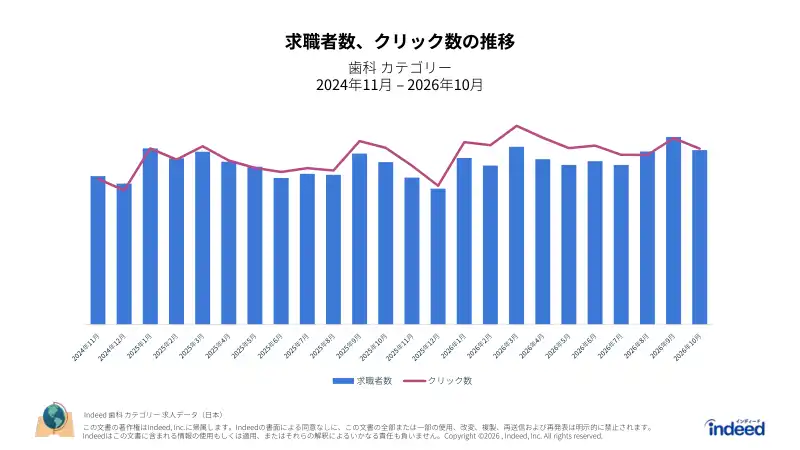 求職者数、クリック数の推移
歯科 カテゴリー
2024年11月 – 2026年10月
2024年11月
2024年12月
2025年1月
2025年2月
2025年3月
2025年4月
2025年5月
2025年6月
2025年7月
2025年8月
2025年9月
2025年10月
2025年11月
2025年12月
2026年1月
2026年2月
2026年3月
2026年4月
2026年5月
2026年6月
2026年7月
2026年8月
2026年9月
2026年10月
求職者数 クリック数
Indeed 歯科 カテゴリー 求人データ（日本）
この文書の著作権はIndeed, Inc.に帰属します。Indeedの書面による同意なしに、この文書の全部または一部の使用、改変、複製、再送信および再発表は明示的に禁止されます。
Indeedはこの文書に含まれる情報の使用もしくは適用、またはそれらの解釈によるいかなる責任も負いません。Copyright ©2026 , Indeed, Inc. All rights reserved.
インディード
indeed